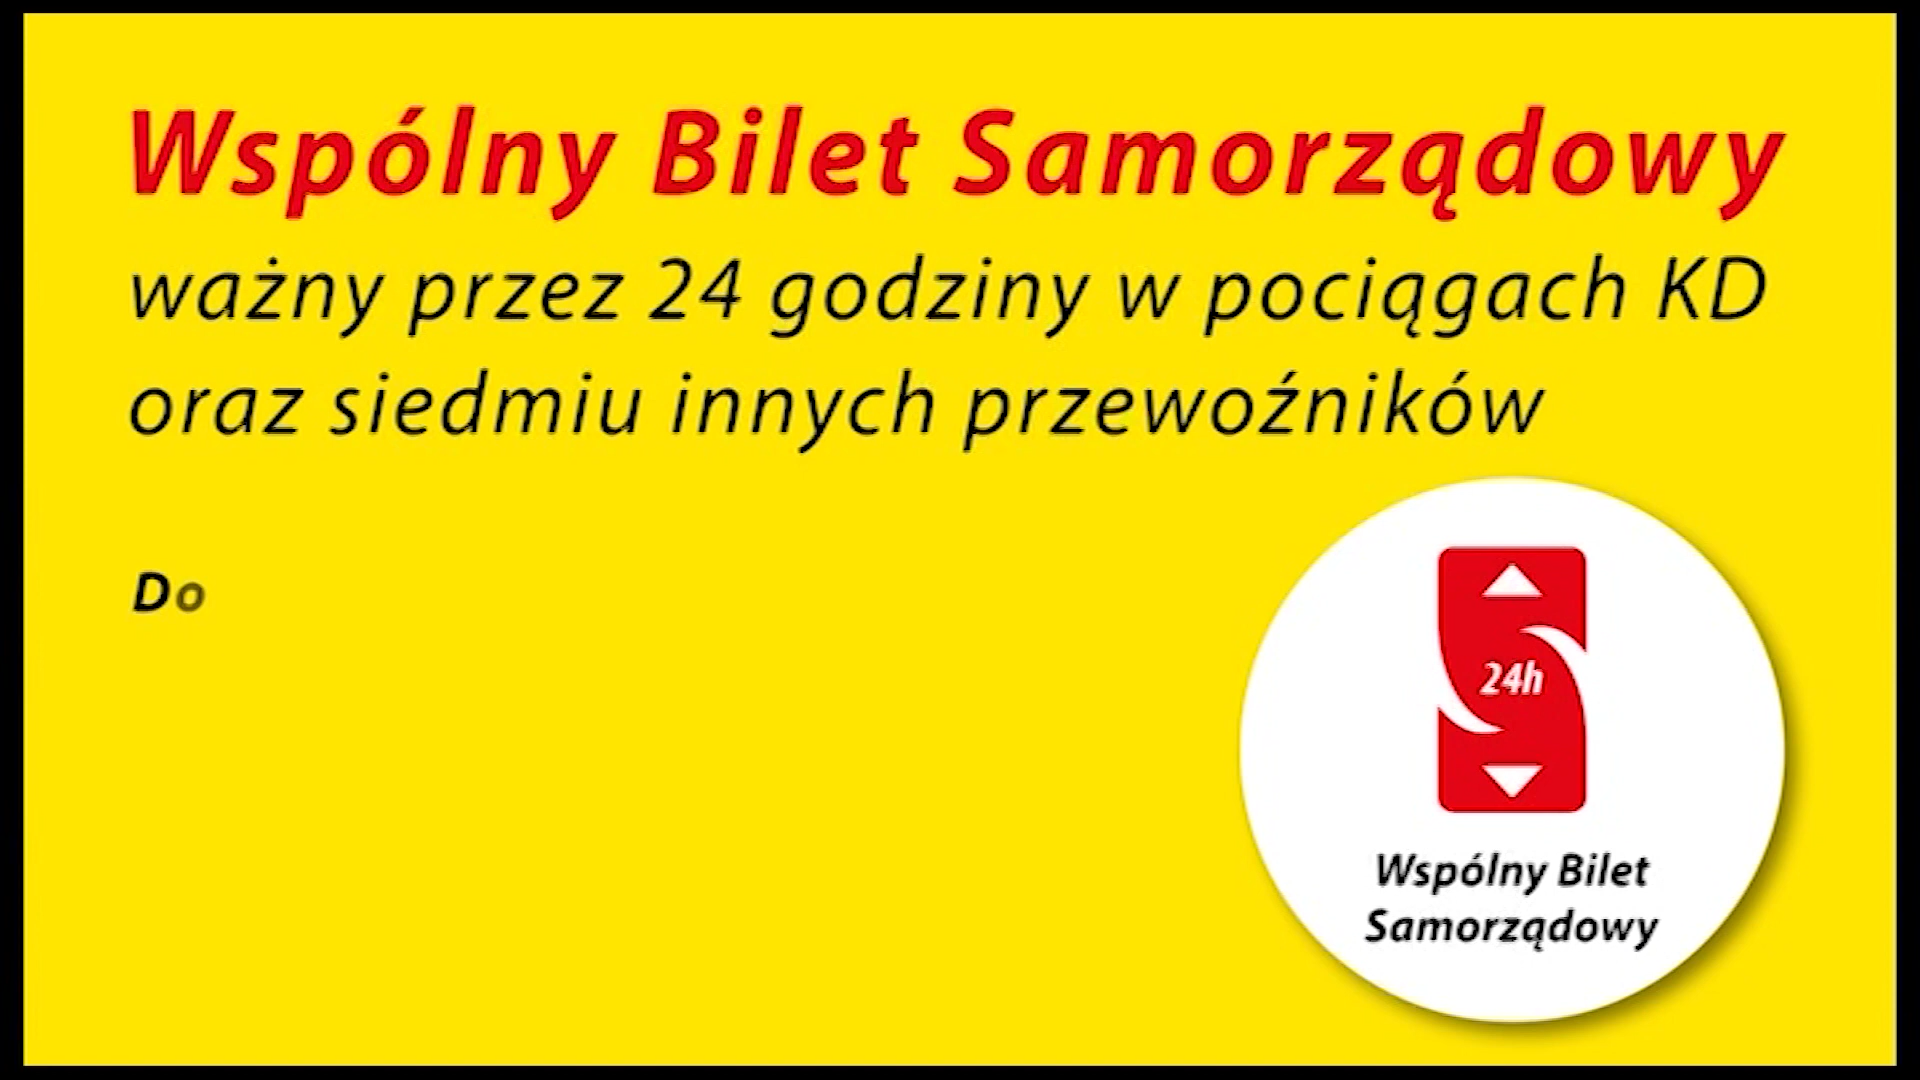 Wspólny Bilet Samorządowy
ważny przez 24 godziny w pociągach KD
oraz siedmiu innych przewoźników
Do
24h
Wspólny Bilet
Samorządowy